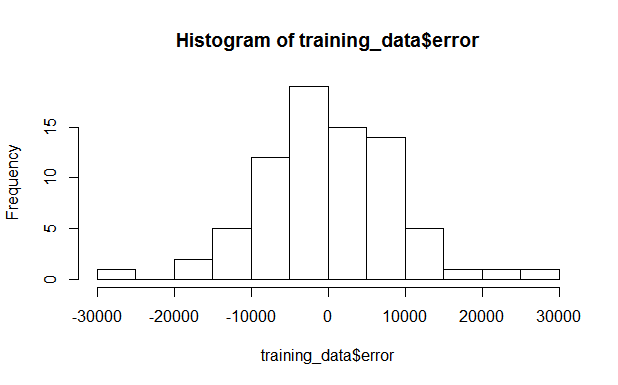 Histogram of training_data$error
Frequency
15
10
5
0
-30000 -20000 -10000 0 10000 20000 30000
training_data$error